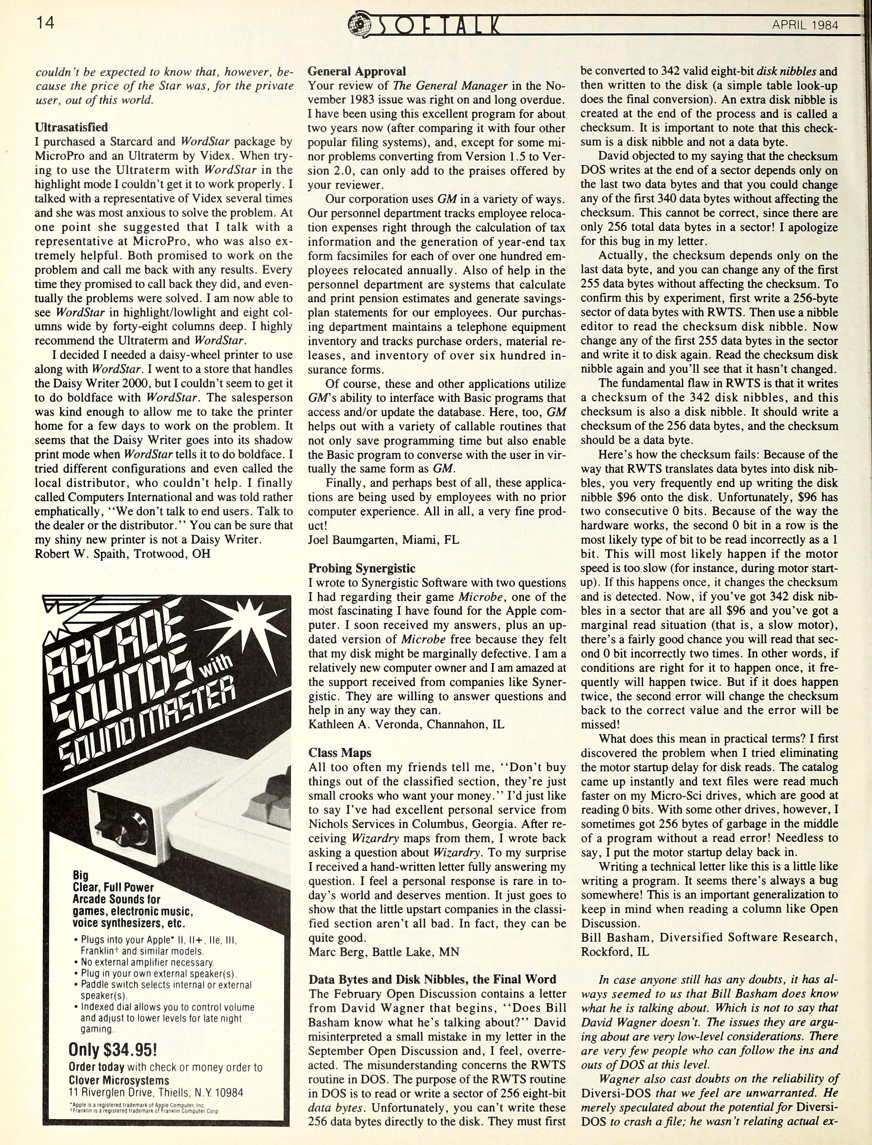 14
SOFTALK
APRIL 1984
couldn't be expected to know that, however, be-
cause the price of the Star was, for the private
user, out of this world.
Ultrasatisfied
I purchased a Starcard and WordStar package by
MicroPro and an Ultraterm by Videx. When try-
ing to use the Ultraterm with WordStar in the
highlight mode I couldn't get it to work properly. I
talked with a representative of Videx several times
and she was most anxious to solve the problem. At
one point she suggested that I talk with a
representative at MicroPro, who was also ex-
tremely helpful. Both promised to work on the
problem and call me back with any results. Every
time they promised to call back they did, and even-
tually the problems were solved. I am now able to
see WordStar in highlight/lowlight and eight col-
umns wide by forty-eight columns deep. I highly
recommend the Ultraterm and WordStar.
I decided I needed a daisy-wheel printer to use
along with WordStar. I went to a store that handles
the Daisy Writer 2000, but I couldn't seem to get it
to do boldface with WordStar. The salesperson
was kind enough to allow me to take the printer
home for a few days to work on the problem. It
seems that the Daisy Writer goes into its shadow
print mode when WordStar tells it to do boldface. I
tried different configurations and even called the
local distributor, who couldn't help. I finally
called Computers International and was told rather
emphatically, "We don't talk to end users. Talk to
the dealer or the distributor." You can be sure that
my shiny new printer is not a Daisy Writer.
Robert W. Spaith, Trotwood, OH
ARCADE
SOUNDS with
SOUND MASTER
Big
Clear, Full Power
Arcade Sounds for
games, electronic music,
voice synthesizers, etc.
• Plugs into your Apple* II, II+, IIe, III,
Franklin† and similar models.
• No external amplifier necessary.
• Plug in your own external speaker(s).
• Paddle switch selects internal or external
speaker(s).
• Indexed dial allows you to control volume
and adjust to lower levels for late night
gaming.
Only $34.95!
Order today with check or money order to
Clover Microsystems
11 Riverglen Drive, Thiells, N.Y. 10984
*Apple is a registered trademark of Apple Computer, Inc.
†Franklin is a registered trademark of Franklin Computer Corp.
General Approval
Your review of The General Manager in the No-
vember 1983 issue was right on and long overdue.
I have been using this excellent program for about
two years now (after comparing it with four other
popular filing systems), and, except for some mi-
nor problems converting from Version 1.5 to Ver-
sion 2.0, can only add to the praises offered by
your reviewer.
Our corporation uses GM in a variety of ways.
Our personnel department tracks employee reloca-
tion expenses right through the calculation of tax
information and the generation of year-end tax
form facsimiles for each of over one hundred em-
ployees relocated annually. Also of help in the
personnel department are systems that calculate
and print pension estimates and generate savings-
plan statements for our employees. Our purchas-
ing department maintains a telephone equipment
inventory and tracks purchase orders, material re-
leases, and inventory of over six hundred in-
surance forms.
Of course, these and other applications utilize
GM's ability to interface with Basic programs that
access and/or update the database. Here, too, GM
helps out with a variety of callable routines that
not only save programming time but also enable
the Basic program to converse with the user in vir-
tually the same form as GM.
Finally, and perhaps best of all, these applica-
tions are being used by employees with no prior
computer experience. All in all, a very fine prod-
uct!
Joel Baumgarten, Miami, FL
Probing Synergistic
I wrote to Synergistic Software with two questions
I had regarding their game Microbe, one of the
most fascinating I have found for the Apple com-
puter. I soon received my answers, plus an up-
dated version of Microbe free because they felt
that my disk might be marginally defective. I am a
relatively new computer owner and I am amazed at
the support received from companies like Syner-
gistic. They are willing to answer questions and
help in any way they can.
Kathleen A. Veronda, Channahon, IL
Class Maps
All too often my friends tell me, "Don't buy
things out of the classified section, they're just
small crooks who want your money." I'd just like
to say I've had excellent personal service from
Nichols Services in Columbus, Georgia. After re-
ceiving Wizardry maps from them, I wrote back
asking a question about Wizardry. To my surprise
I received a hand-written letter fully answering my
question. I feel a personal response is rare in to-
day's world and deserves mention. It just goes to
show that the little upstart companies in the classi-
fied section aren't all bad. In fact, they can be
quite good.
Marc Berg, Battle Lake, MN
Data Bytes and Disk Nibbles, the Final Word
The February Open Discussion contains a letter
from David Wagner that begins, "Does Bill
Basham know what he's talking about?" David
misinterpreted a small mistake in my letter in the
September Open Discussion and, I feel, overre-
acted. The misunderstanding concerns the RWTS
routine in DOS. The purpose of the RWTS routine
in DOS is to read or write a sector of 256 eight-bit
data bytes. Unfortunately, you can't write these
256 data bytes directly to the disk. They must first
be converted to 342 valid eight-bit disk nibbles and
then written to the disk (a simple table look-up
does the final conversion). An extra disk nibble is
created at the end of the process and is called a
checksum. It is important to note that this check-
sum is a disk nibble and not a data byte.
David objected to my saying that the checksum
DOS writes at the end of a sector depends only on
the last two data bytes and that you could change
any of the first 340 data bytes without affecting the
checksum. This cannot be correct, since there are
only 256 total data bytes in a sector! I apologize
for this bug in my letter.
Actually, the checksum depends only on the
last data byte, and you can change any of the first
255 data bytes without affecting the checksum. To
confirm this by experiment, first write a 256-byte
sector of data bytes with RWTS. Then use a nibble
editor to read the checksum disk nibble. Now
change any of the first 255 data bytes in the sector
and write it to disk again. Read the checksum disk
nibble again and you'll see that it hasn't changed.
The fundamental flaw in RWTS is that it writes
a checksum of the 342 disk nibbles, and this
checksum is also a disk nibble. It should write a
checksum of the 256 data bytes, and the checksum
should be a data byte.
Here's how the checksum fails: Because of the
way that RWTS translates data bytes into disk nib-
bles, you very frequently end up writing the disk
nibble $96 onto the disk. Unfortunately, $96 has
two consecutive 0 bits. Because of the way the
hardware works, the second 0 bit in a row is the
most likely type of bit to be read incorrectly as a 1
bit. This will most likely happen if the motor
speed is too slow (for instance, during motor start-
up). If this happens once, it changes the checksum
and is detected. Now, if you've got 342 disk nib-
bles in a sector that are all $96 and you've got a
marginal read situation (that is, a slow motor),
there's a fairly good chance you will read that sec-
ond 0 bit incorrectly two times. In other words, if
conditions are right for it to happen once, it fre-
quently will happen twice. But if it does happen
twice, the second error will change the checksum
back to the correct value and the error will be
missed!
What does this mean in practical terms? I first
discovered the problem when I tried eliminating
the motor startup delay for disk reads. The catalog
came up instantly and text files were read much
faster on my Micro-Sci drives, which are good at
reading 0 bits. With some other drives, however, I
sometimes got 256 bytes of garbage in the middle
of a program without a read error! Needless to
say, I put the motor startup delay back in.
Writing a technical letter like this is a little like
writing a program. It seems there's always a bug
somewhere! This is an important generalization to
keep in mind when reading a column like Open
Discussion.
Bill Basham, Diversified Software Research,
Rockford, IL
In case anyone still has any doubts, it has al-
ways seemed to us that Bill Basham does know
what he is talking about. Which is not to say that
David Wagner doesn't. The issues they are argu-
ing about are very low-level considerations. There
are very few people who can follow the ins and
outs of DOS at this level.
Wagner also cast doubts on the reliability of
Diversi-DOS that we feel are unwarranted. He
merely speculated about the potential for Diversi-
DOS to crash a file; he wasn't relating actual ex-